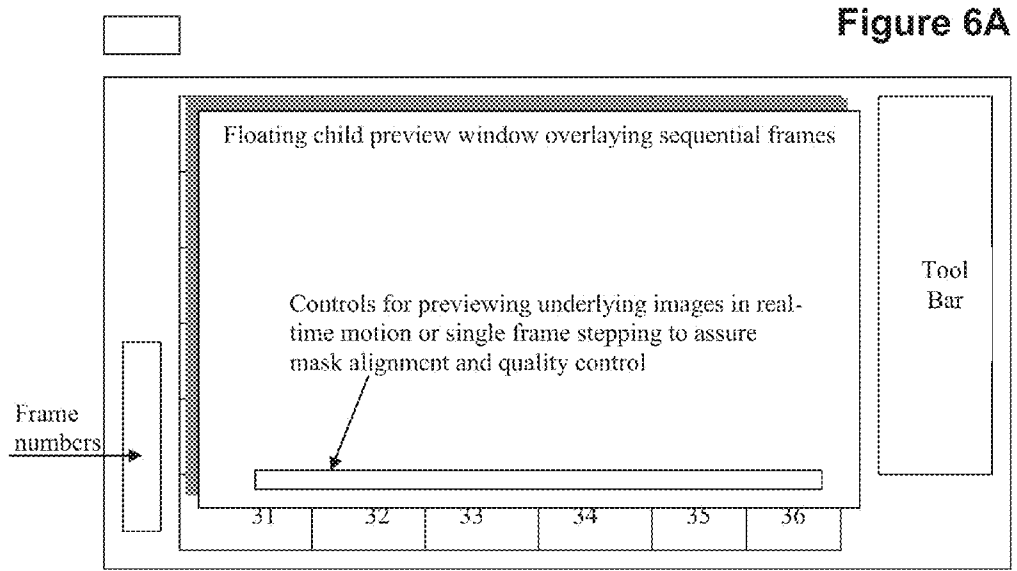 Figure 6A
Floating child preview window overlaying sequential frames
Controls for previewing underlying images in real-
time motion or single frame stepping to assure
mask alignment and quality control
Tool
Bar
Frame
numbers
31 32 33 34 35 36